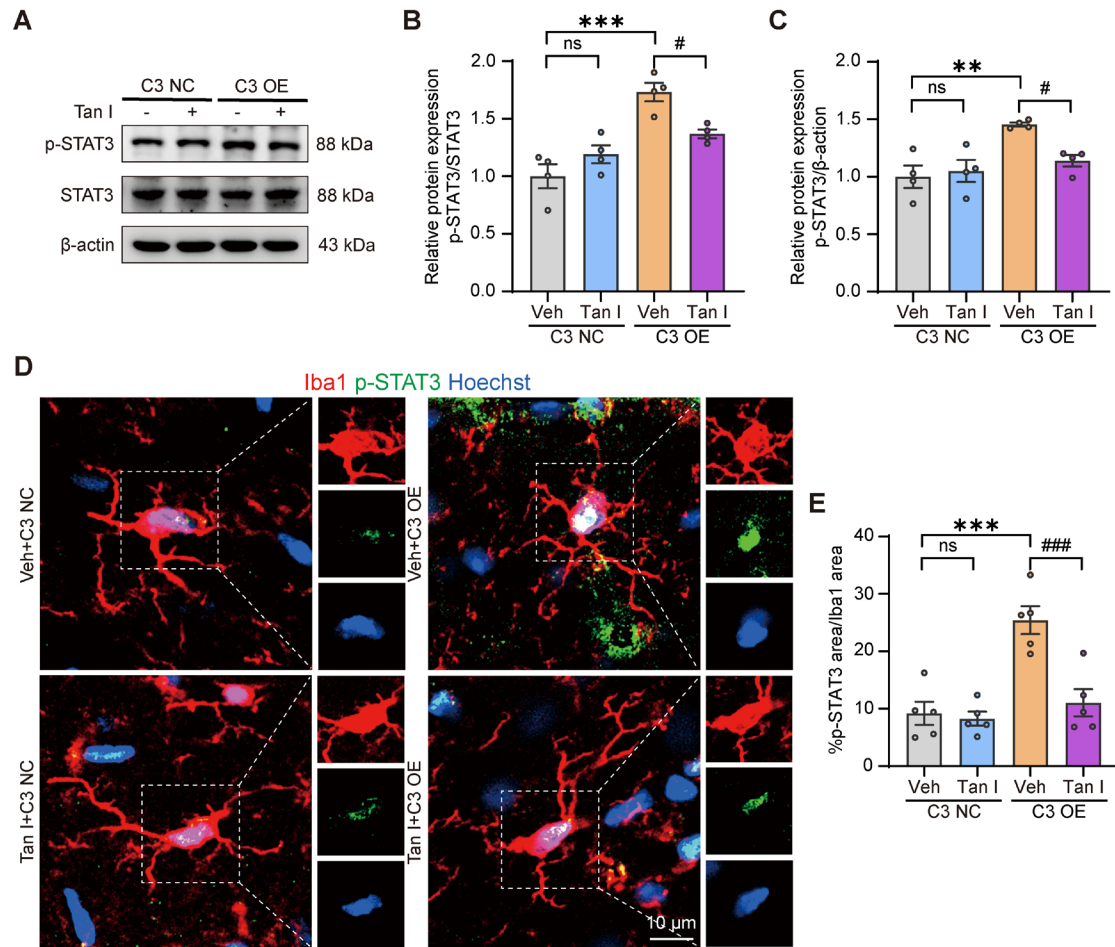 A
C3 NC C3 OE
Tan I - + - +
p-STAT3 88 kDa
STAT3 88 kDa
β-actin 43 kDa
B
Relative protein expression
p-STAT3/STAT3
2.0
1.5
1.0
0.5
0.0
*** 
ns #
Veh Tan I Veh Tan I
C3 NC C3 OE
C
Relative protein expression
p-STAT3/β-action
2.0
1.5
1.0
0.5
0.0
**
ns #
Veh Tan I Veh Tan I
C3 NC C3 OE
D
Iba1 p-STAT3 Hoechst
Veh+C3 NC
Veh+C3 OE
Tan I+C3 NC
Tan I+C3 OE
10 μm
E
%p-STAT3 area/Iba1 area
40
30
20
10
0
***
ns ###
Veh Tan I Veh Tan I
C3 NC C3 OE